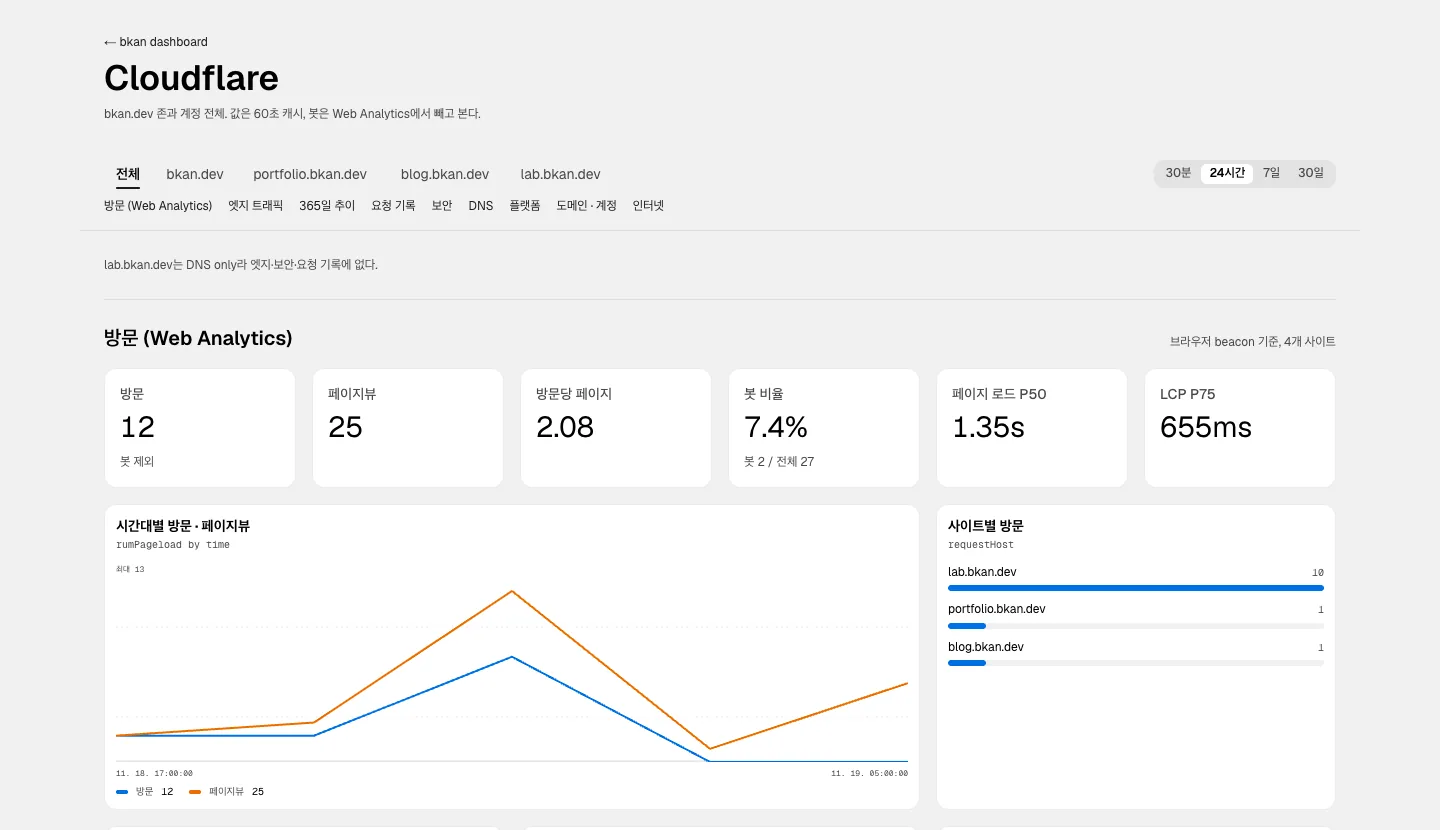 ← bkan dashboard
Cloudflare
bkan.dev 존과 계정 전체. 값은 60초 캐시, 봇은 Web Analytics에서 빼고 본다.
전체 bkan.dev portfolio.bkan.dev blog.bkan.dev lab.bkan.dev
30분 24시간 7일 30일
방문 (Web Analytics) 엣지 트래픽 365일 추이 요청 기록 보안 DNS 플랫폼 도메인 · 계정 인터넷
lab.bkan.dev는 DNS only라 엣지·보안·요청 기록에 없다.
방문 (Web Analytics)
브라우저 beacon 기준, 4개 사이트
방문
12
봇 제외
페이지뷰
25
방문당 페이지
2.08
봇 비율
7.4%
봇 2 / 전체 27
페이지 로드 P50
1.35s
LCP P75
655ms
시간대별 방문 · 페이지뷰
rumPageload by time
최대 13
11. 18. 17:00:00 11. 19. 05:00:00
방문 12 페이지뷰 25
사이트별 방문
requestHost
lab.bkan.dev 10
portfolio.bkan.dev 1
blog.bkan.dev 1